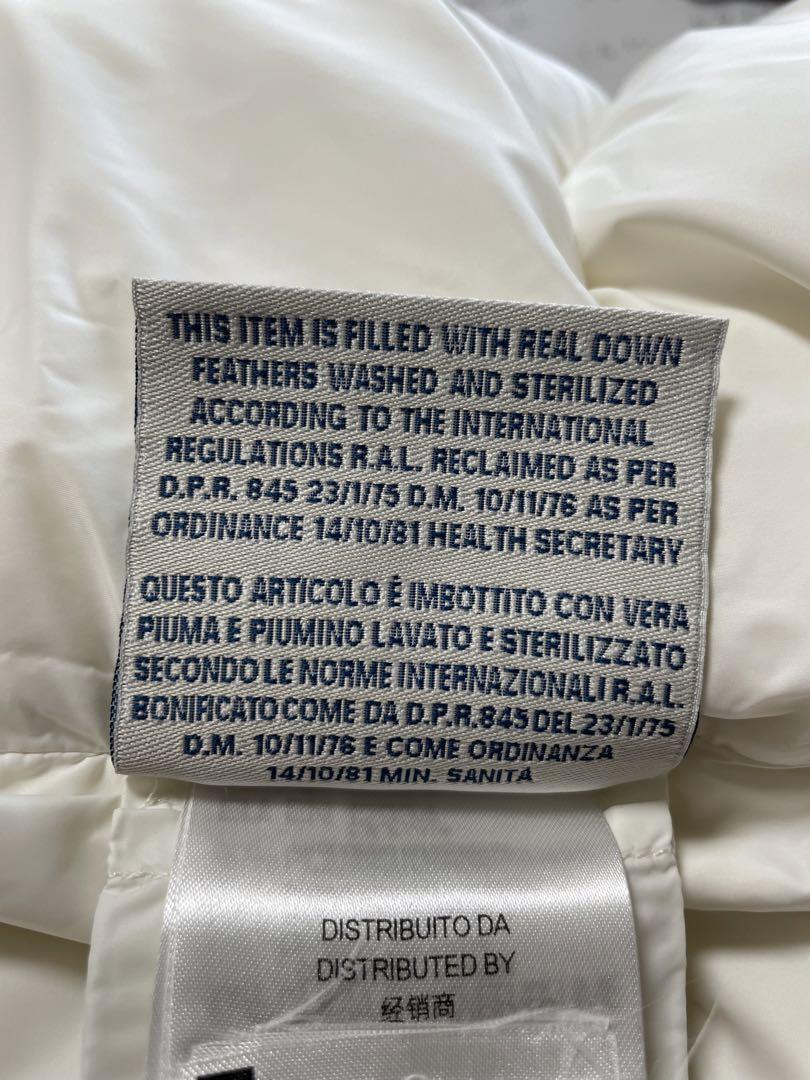 THIS ITEM IS FILLED WITH REAL DOWN
FEATHERS WASHED AND STERILIZED
ACCORDING TO THE INTERNATIONAL
REGULATIONS R.A.L. RECLAIMED AS PER
D.P.R. 845 23/1/75 D.M. 10/11/76 AS PER
ORDINANCE 14/10/81 HEALTH SECRETARY
QUESTO ARTICOLO É IMBOTTITO CON VERA
PIUMA E PIUMINO LAVATO E STERILIZZATO
SECONDO LE NORME INTERNAZIONALI R.A.L.
BONIFICATO COME DA D.P.R.845 DEL 23/1/75
D.M. 10/11/76 E COME ORDINANZA
14/10/81 MIN. SANITÁ
DISTRIBUITO DA
DISTRIBUTED BY
经销商